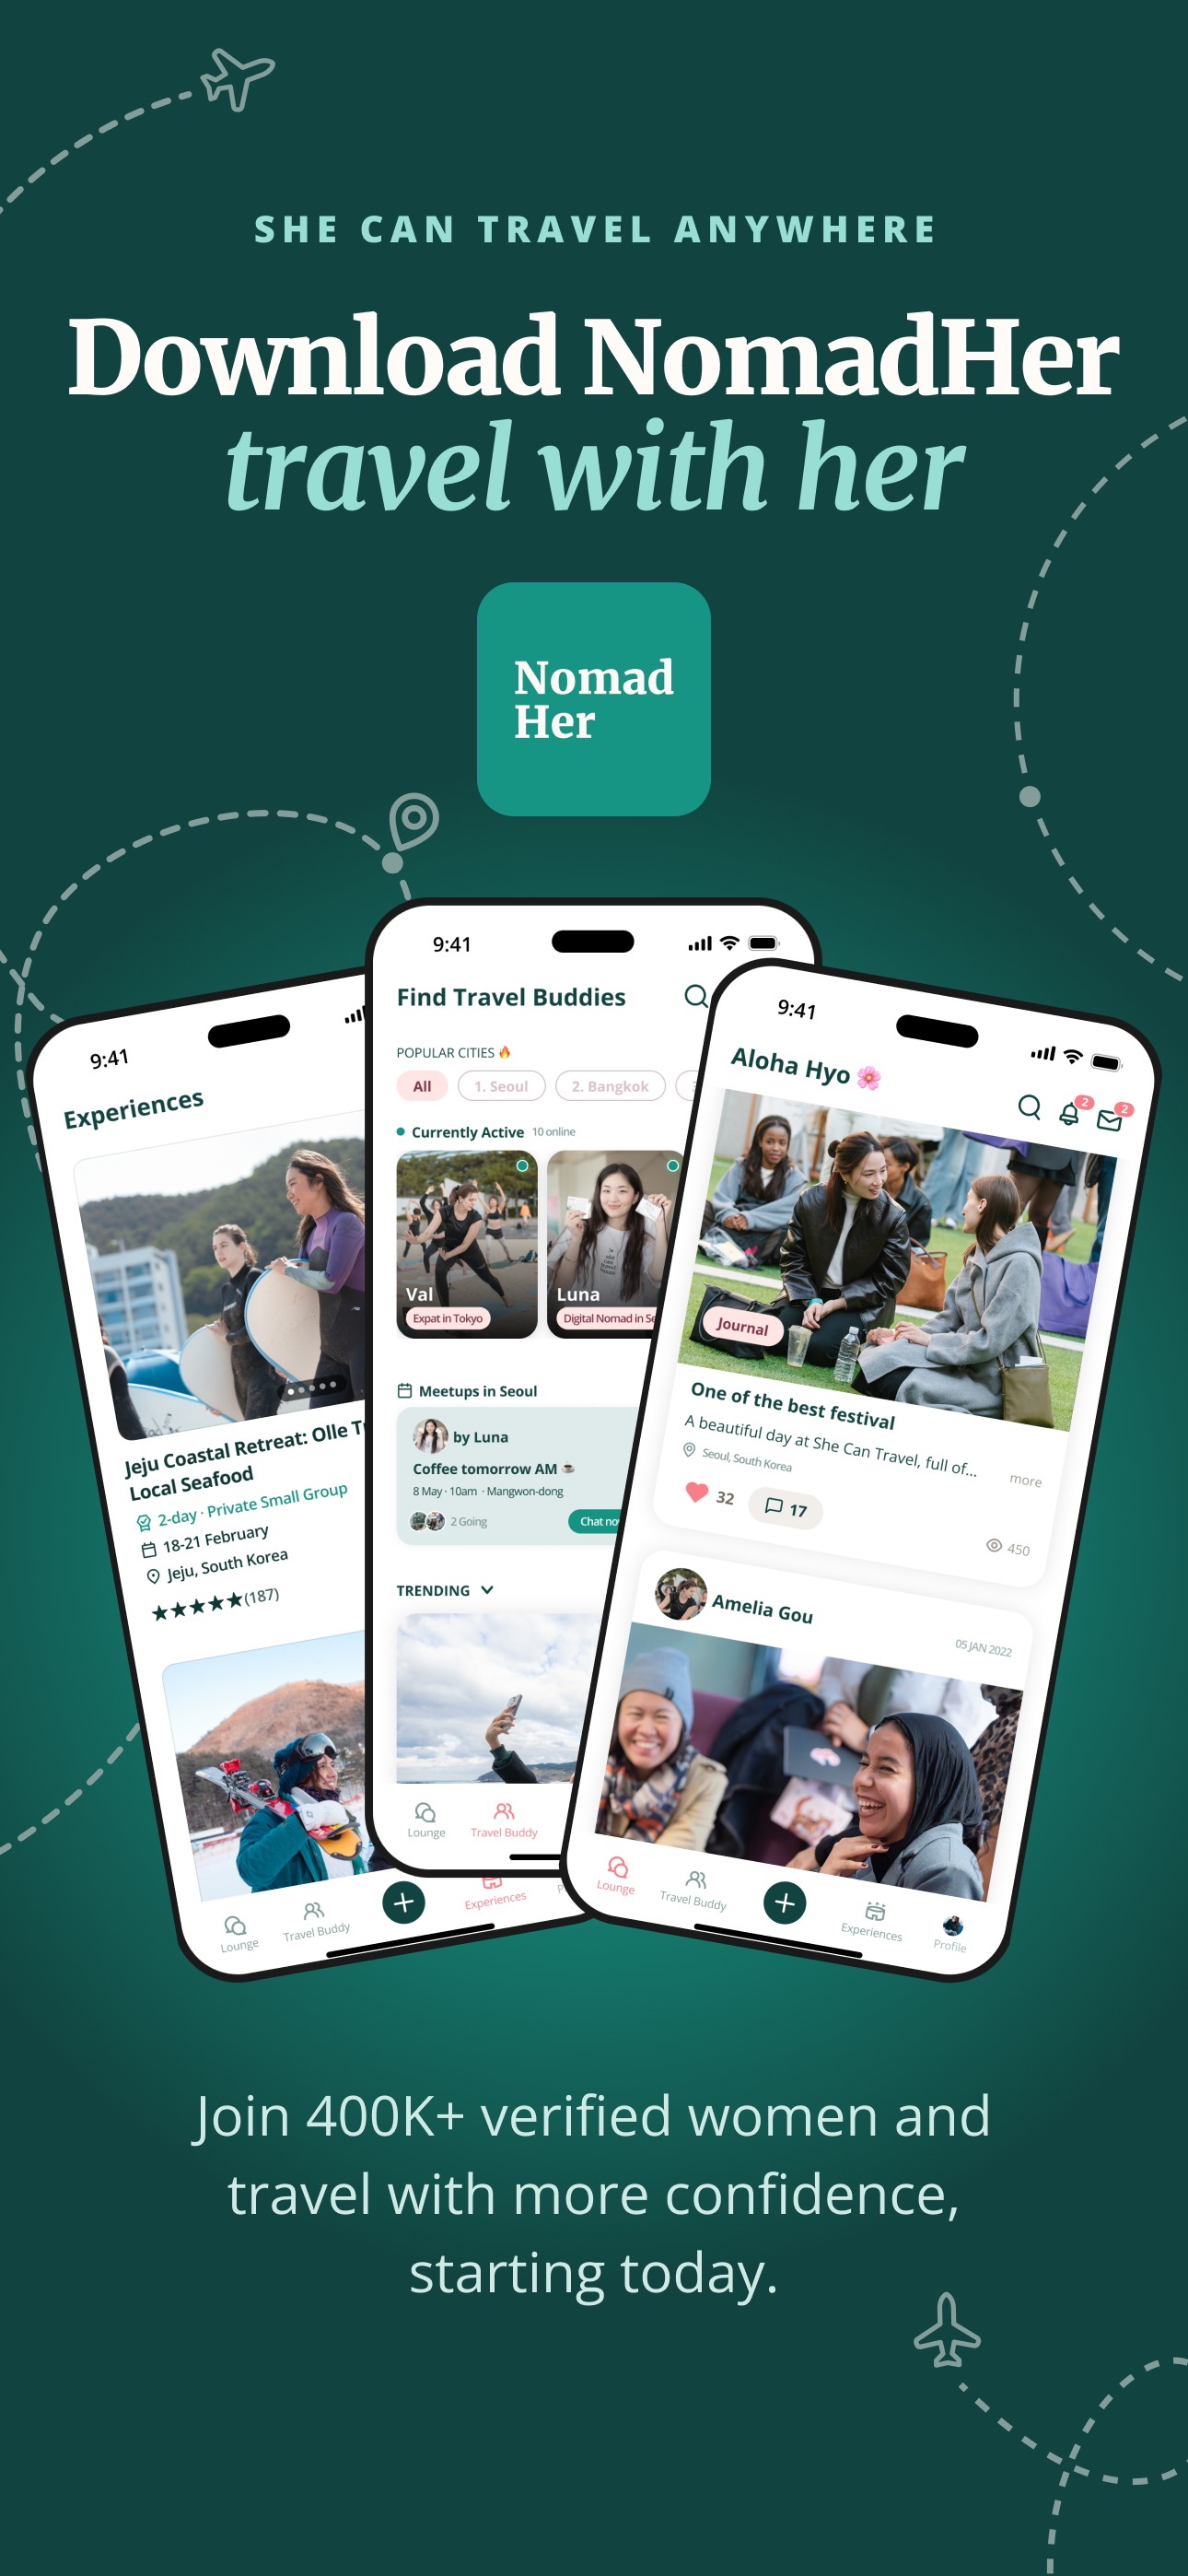 SHE CAN TRAVEL ANYWHERE
Download NomadHer
travel with her
Nomad
Her
9:41
Experiences
Jeju Coastal Retreat: Olle
Local Seafood
2-day · Private Small Group
18-21 February
Jeju, South Korea
★★★★★(187)
Lounge
Travel Buddy
Experiences
9:41
Find Travel Buddies
POPULAR CITIES 🔥
All
1. Seoul
2. Bangkok
Currently Active 10 online
Val
Expat in Tokyo
Luna
Digital Nomad in
Meetups in Seoul
by Luna
Coffee tomorrow AM ☕
8 May · 10am · Mangwon-dong
2 Going
Chat
TRENDING
Lounge
Travel Buddy
9:41
Aloha Hyo 🌸
2
2
Journal
One of the best festival
A beautiful day at She Can Travel, full of...
more
Seoul, South Korea
32
17
450
Amelia Gou
05 JAN 2022
Lounge
Travel Buddy
Experiences
Profile
Join 400K+ verified women and
travel with more confidence,
starting today.